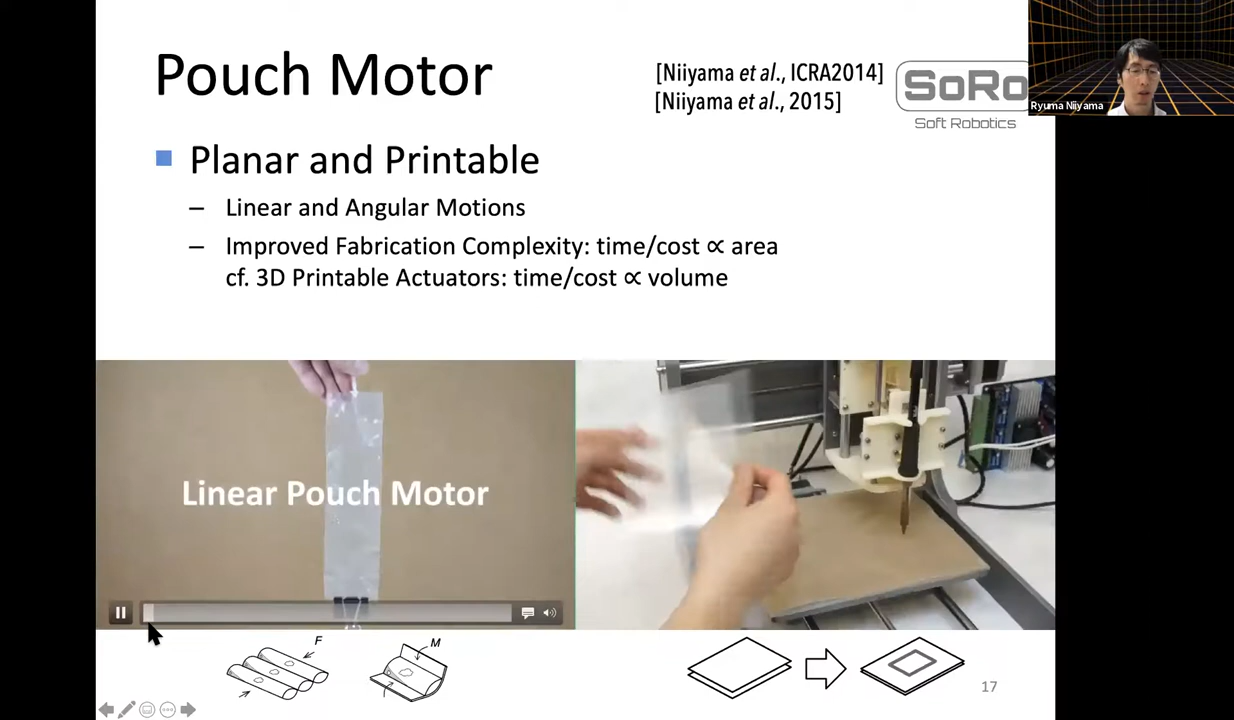 Pouch Motor
[Niiyama et al., ICRA2014]
[Niiyama et al., 2015]
SoRo
Soft Robotics
Ryuma Niiyama
Planar and Printable
– Linear and Angular Motions
– Improved Fabrication Complexity: time/cost ∝ area
cf. 3D Printable Actuators: time/cost ∝ volume
Linear Pouch Motor
F
M
17